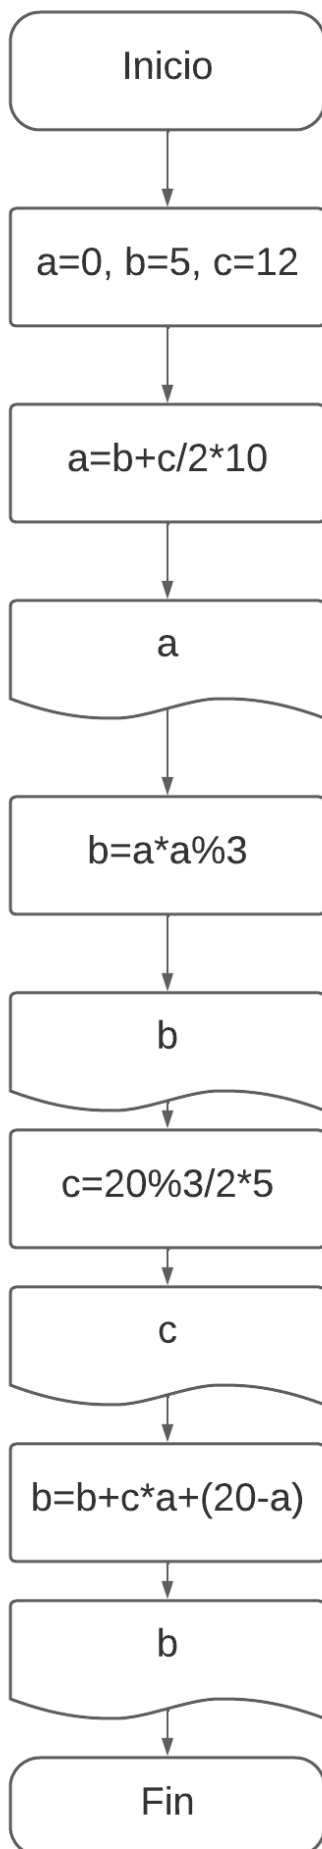 Inicio
a=0, b=5, c=12
a=b+c/2*10
a
b=a*a%3
b
c=20%3/2*5
c
b=b+c*a+(20-a)
b
Fin